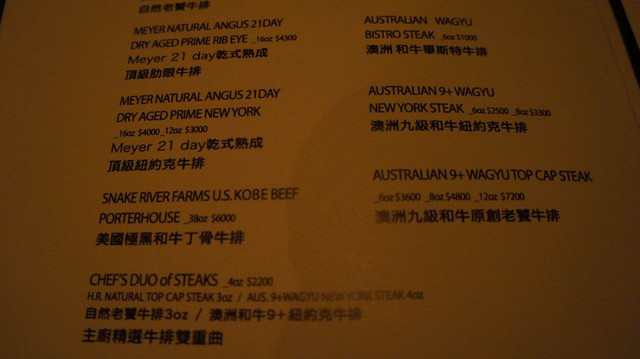 自然老饕牛排
MEYER NATURAL ANGUS 21DAY
DRY AGED PRIME RIB EYE _16oz $4300
Meyer 21 day乾式熟成
頂級肋眼牛排
MEYER NATURAL ANGUS 21DAY
DRY AGED PRIME NEW YORK
_16oz $4000_12oz $3000
Meyer 21 day乾式熟成
頂級紐約克牛排
SNAKE RIVER FARMS U.S. KOBE BEEF
PORTERHOUSE _38oz $6000
美國極黑和牛丁骨牛排
CHEF'S DUO of STEAKS _4oz $2200
H.R. NATURAL TOP CAP STEAK 3oz / AUS. 9+WAGYU NEW YORK STEAK 4oz
自然老饕牛排3oz / 澳洲和牛9+紐約克牛排
主廚精選牛排雙重曲
AUSTRALIAN WAGYU
BISTRO STEAK _6oz $1000
澳洲和牛畢斯特牛排
AUSTRALIAN 9+ WAGYU
NEW YORK STEAK _6oz $2500 _8oz $3300
澳洲九級和牛紐約克牛排
AUSTRALIAN 9+ WAGYU TOP CAP STEAK
_6oz $3600 _8oz $4800 _12oz $7200
澳洲九級和牛原創老饕牛排